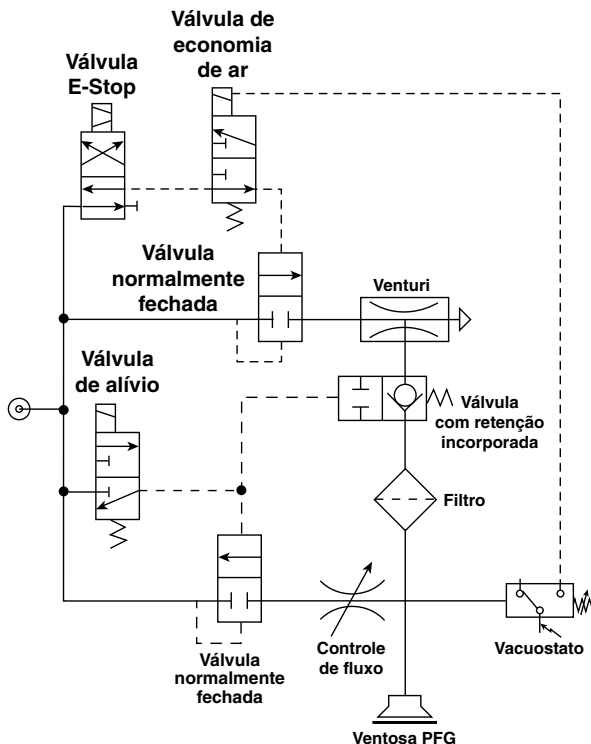 Válvula de
economia
de ar
Válvula
E-Stop
Válvula
normalmente
fechada
Venturi
Válvula
de alívio
Válvula
com retenção
incorporada
Filtro
Válvula
normalmente
fechada
Controle
de fluxo
Vacuostato
Ventosa PFG